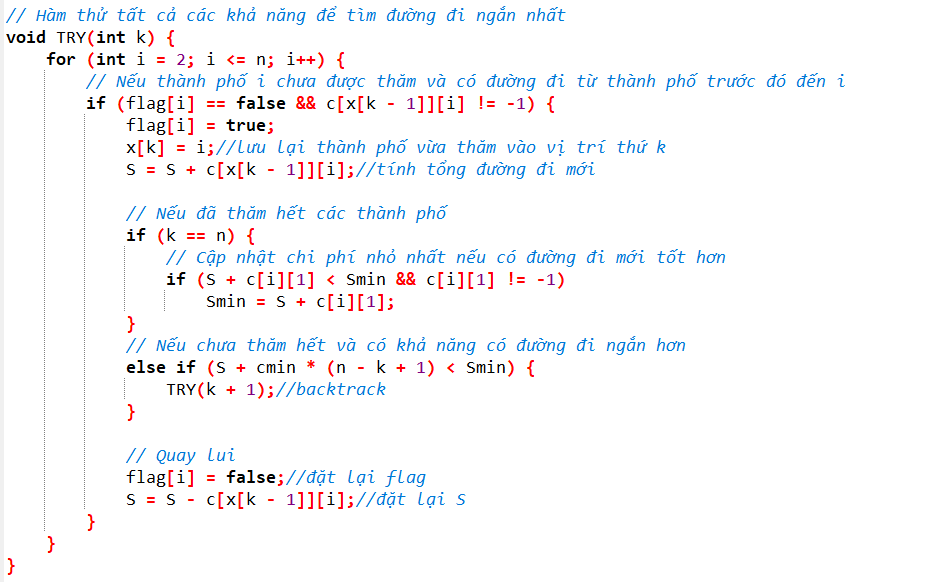 // Hàm thử tất cả các khả năng để tìm đường đi ngắn nhất
void TRY(int k) {
    for (int i = 2; i <= n; i++) {
        // Nếu thành phố i chưa được thăm và có đường đi từ thành phố trước đó đến i
        if (flag[i] == false && c[x[k - 1]][i] != -1) {
            flag[i] = true;
            x[k] = i;//lưu lại thành phố vừa thăm vào vị trí thứ k
            S = S + c[x[k - 1]][i];//tính tổng đường đi mới
            // Nếu đã thăm hết các thành phố
            if (k == n) {
                // Cập nhật chi phí nhỏ nhất nếu có đường đi mới tốt hơn
                if (S + c[i][1] < Smin && c[i][1] != -1)
                    Smin = S + c[i][1];
            }
            // Nếu chưa thăm hết và có khả năng có đường đi ngắn hơn
            else if (S + cmin * (n - k + 1) < Smin) {
                TRY(k + 1);//backtrack
            }
            // Quay lui
            flag[i] = false;//đặt lại flag
            S = S - c[x[k - 1]][i];//đặt lại S
        }
    }
}